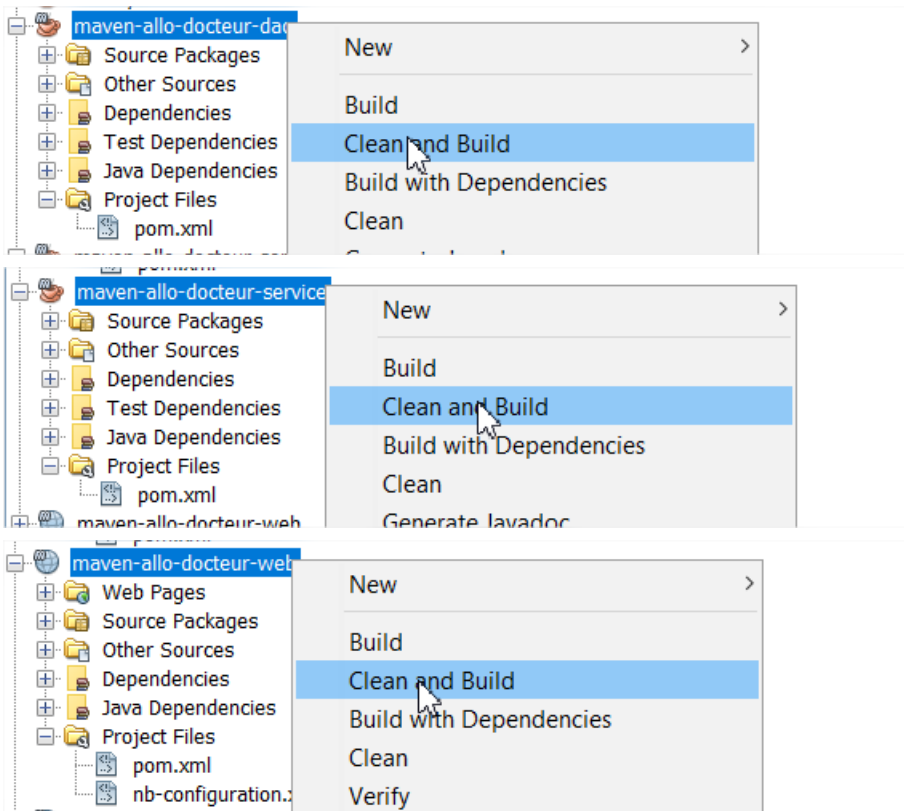 maven-allo-docteur-dao
Source Packages
Other Sources
Dependencies
Test Dependencies
Java Dependencies
Project Files
pom.xml
New
Build
Clean and Build
Build with Dependencies
Clean
pom.xml
maven-allo-docteur-service
Source Packages
Other Sources
Dependencies
Test Dependencies
Java Dependencies
Project Files
pom.xml
maven-allo-docteur-web
New
Build
Clean and Build
Build with Dependencies
Clean
Generate Javadoc
maven-allo-docteur-web
Web Pages
Source Packages
Other Sources
Dependencies
Java Dependencies
Project Files
pom.xml
nb-configuration.
New
Build
Clean and Build
Build with Dependencies
Clean
Verify